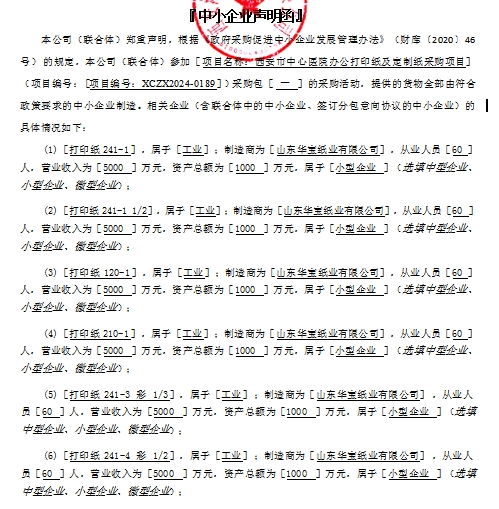 『中小企业声明函』
本公司（联合体）郑重声明，根据《政府采购促进中小企业发展管理办法》（财库〔2020〕46
号）的规定，本公司（联合体）参加［项目名称：西安市中心医院办公打印纸及定制纸采购项目］
（项目编号：［项目编号：XCZX2024-0189］）采购包［ 一 ］的采购活动，提供的货物全部由符合
政策要求的中小企业制造。相关企业（含联合体中的中小企业、签订分包意向协议的中小企业）的
具体情况如下：
(1)［打印纸 241-1］，属于［工业］；制造商为［山东华宝纸业有限公司］，从业人员［60 ］
人，营业收入为［5000 ］万元，资产总额为［1000 ］万元，属于［小型企业 ］（选填中型企业、
小型企业、微型企业）；
(2)［打印纸 241-1 1/2］，属于［工业］；制造商为［山东华宝纸业有限公司］，从业人员［60 ］
人，营业收入为［5000 ］万元，资产总额为［1000 ］万元，属于［小型企业 ］（选填中型企业、
小型企业、微型企业）；
(3)［打印纸 120-1］，属于［工业］；制造商为［山东华宝纸业有限公司］，从业人员［60 ］
人，营业收入为［5000 ］万元，资产总额为［1000 ］万元，属于［小型企业 ］（选填中型企业、
小型企业、微型企业）；
(4)［打印纸 210-1］，属于［工业］；制造商为［山东华宝纸业有限公司］，从业人员［60 ］
人，营业收入为［5000 ］万元，资产总额为［1000 ］万元，属于［小型企业 ］（选填中型企业、
小型企业、微型企业）；
(5)［打印纸 241-3 彩 1/3］，属于［工业］；制造商为［山东华宝纸业有限公司］，从业人
员［60 ］人，营业收入为［5000 ］万元，资产总额为［1000 ］万元，属于［小型企业 ］（选填
中型企业、小型企业、微型企业）；
(6)［打印纸 241-4 彩 1/2］，属于［工业］；制造商为［山东华宝纸业有限公司］，从业人
员［60 ］人，营业收入为［5000 ］万元，资产总额为［1000 ］万元，属于［小型企业 ］（选填
中型企业、小型企业、微型企业）；